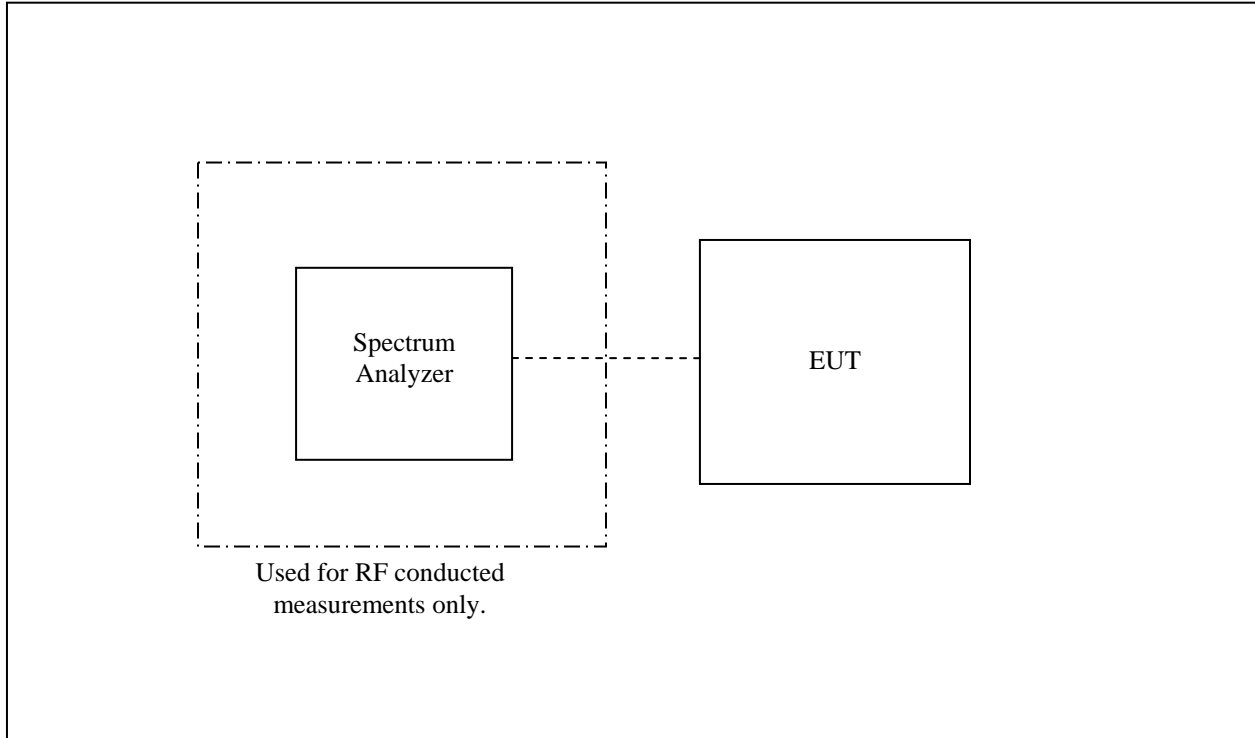 Spectrum
Analyzer
EUT
Used for RF conducted
measurements only.